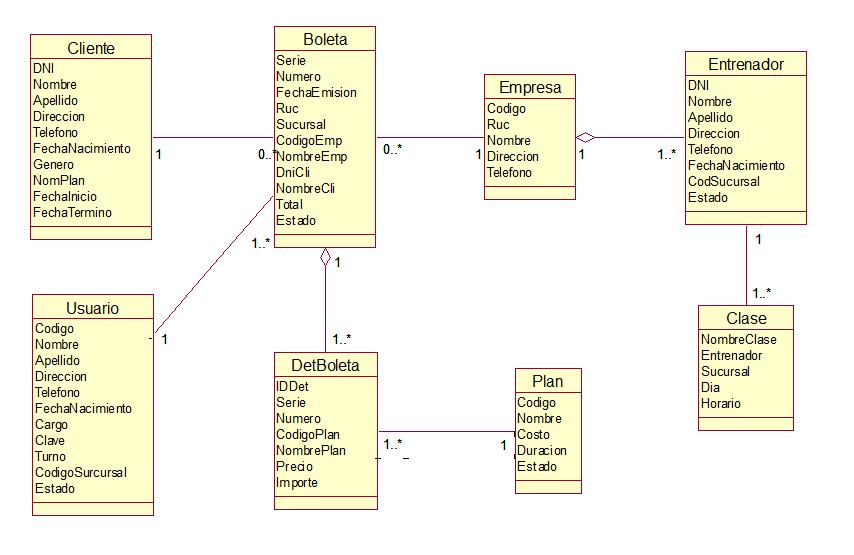 Cliente
DNI
Nombre
Apellido
Direccion
Telefono
FechaNacimiento
Genero
NomPlan
FechaInicio
FechaTermino
1
0..*
Boleta
Serie
Numero
FechaEmision
Ruc
Sucursal
CodigoEmp
NombreEmp
DniCli
NombreCli
Total
Estado
0..*
1
Empresa
Codigo
Ruc
Nombre
Direccion
Telefono
1
1..*
Entrenador
DNI
Nombre
Apellido
Direccion
Telefono
FechaNacimiento
CodSucursal
Estado
1
1..*
Clase
NombreClase
Entrenador
Sucursal
Dia
Horario
1..*
1
Usuario
Codigo
Nombre
Apellido
Direccion
Telefono
FechaNacimiento
Cargo
Clave
Turno
CodigoSurcursal
Estado
1
1..*
DetBoleta
IDDet
Serie
Numero
CodigoPlan
NombrePlan
Precio
Importe
1..*
1
Plan
Codigo
Nombre
Costo
Duracion
Estado